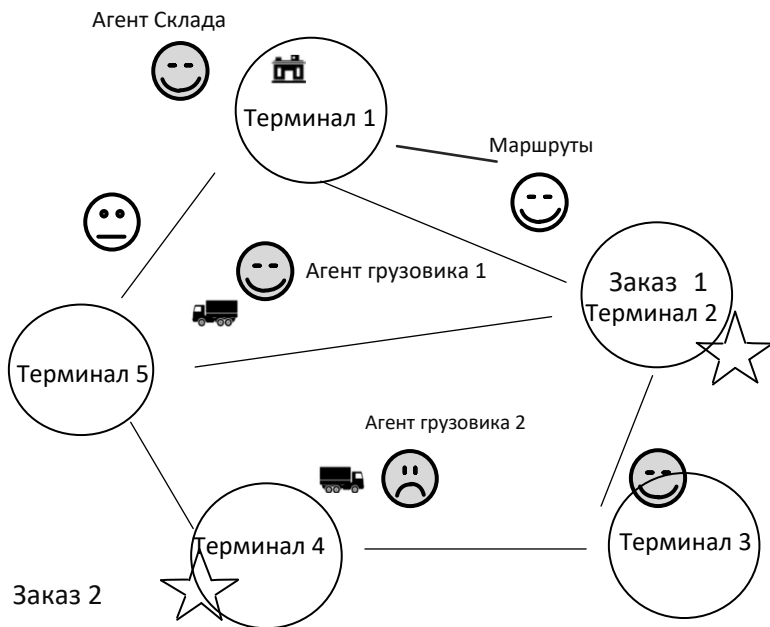 Агент Склада
Терминал 1
Маршруты
Агент грузовика 1
Заказ 1
Терминал 2
Терминал 5
Агент грузовика 2
Терминал 4
Терминал 3
Заказ 2